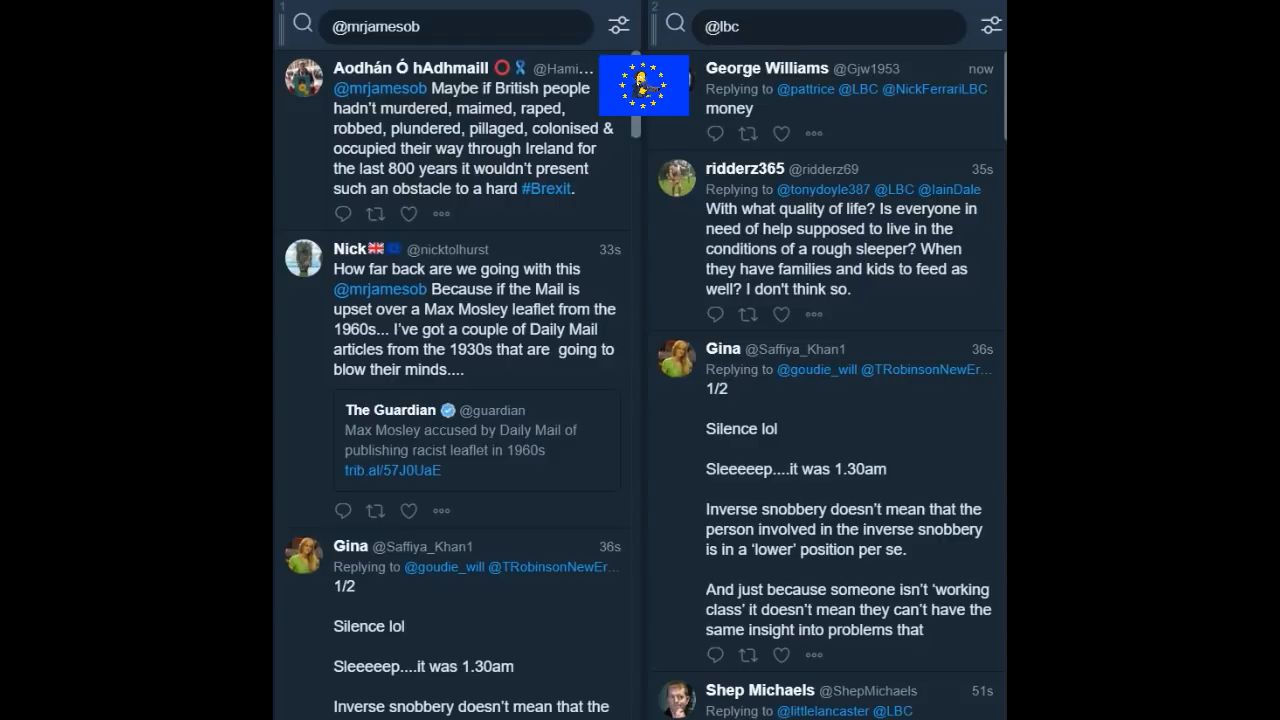 1
@mrjamesob
Aodhán Ó hAdhmaill @Hami...
@mrjamesob Maybe if British people
hadn't murdered, maimed, raped,
robbed, plundered, pillaged, colonised &
occupied their way through Ireland for
the last 800 years it wouldn't present
such an obstacle to a hard #Brexit.
Nick @nicktolhurst 33s
How far back are we going with this
@mrjamesob Because if the Mail is
upset over a Max Mosley leaflet from the
1960s... I've got a couple of Daily Mail
articles from the 1930s that are going to
blow their minds....
The Guardian @guardian
Max Mosley accused by Daily Mail of
publishing racist leaflet in 1960s
trib.al/57J0UaE
Gina @Saffiya_Khan1 36s
Replying to @goudie_will @TRobinsonNewEr...
1/2
Silence lol
Sleeeeep....it was 1.30am
Inverse snobbery doesn't mean that the
2
@lbc
George Williams @Gjw1953 now
Replying to @pattrice @LBC @NickFerrariLBC
money
ridderz365 @ridderz69 35s
Replying to @tonydoyle387 @LBC @IainDale
With what quality of life? Is everyone in
need of help supposed to live in the
conditions of a rough sleeper? When
they have families and kids to feed as
well? I don't think so.
Gina @Saffiya_Khan1 36s
Replying to @goudie_will @TRobinsonNewEr...
1/2
Silence lol
Sleeeeep....it was 1.30am
Inverse snobbery doesn't mean that the
person involved in the inverse snobbery
is in a 'lower' position per se.
And just because someone isn't 'working
class' it doesn't mean they can't have the
same insight into problems that
Shep Michaels @ShepMichaels 51s
Replying to @littlelancaster @LBC